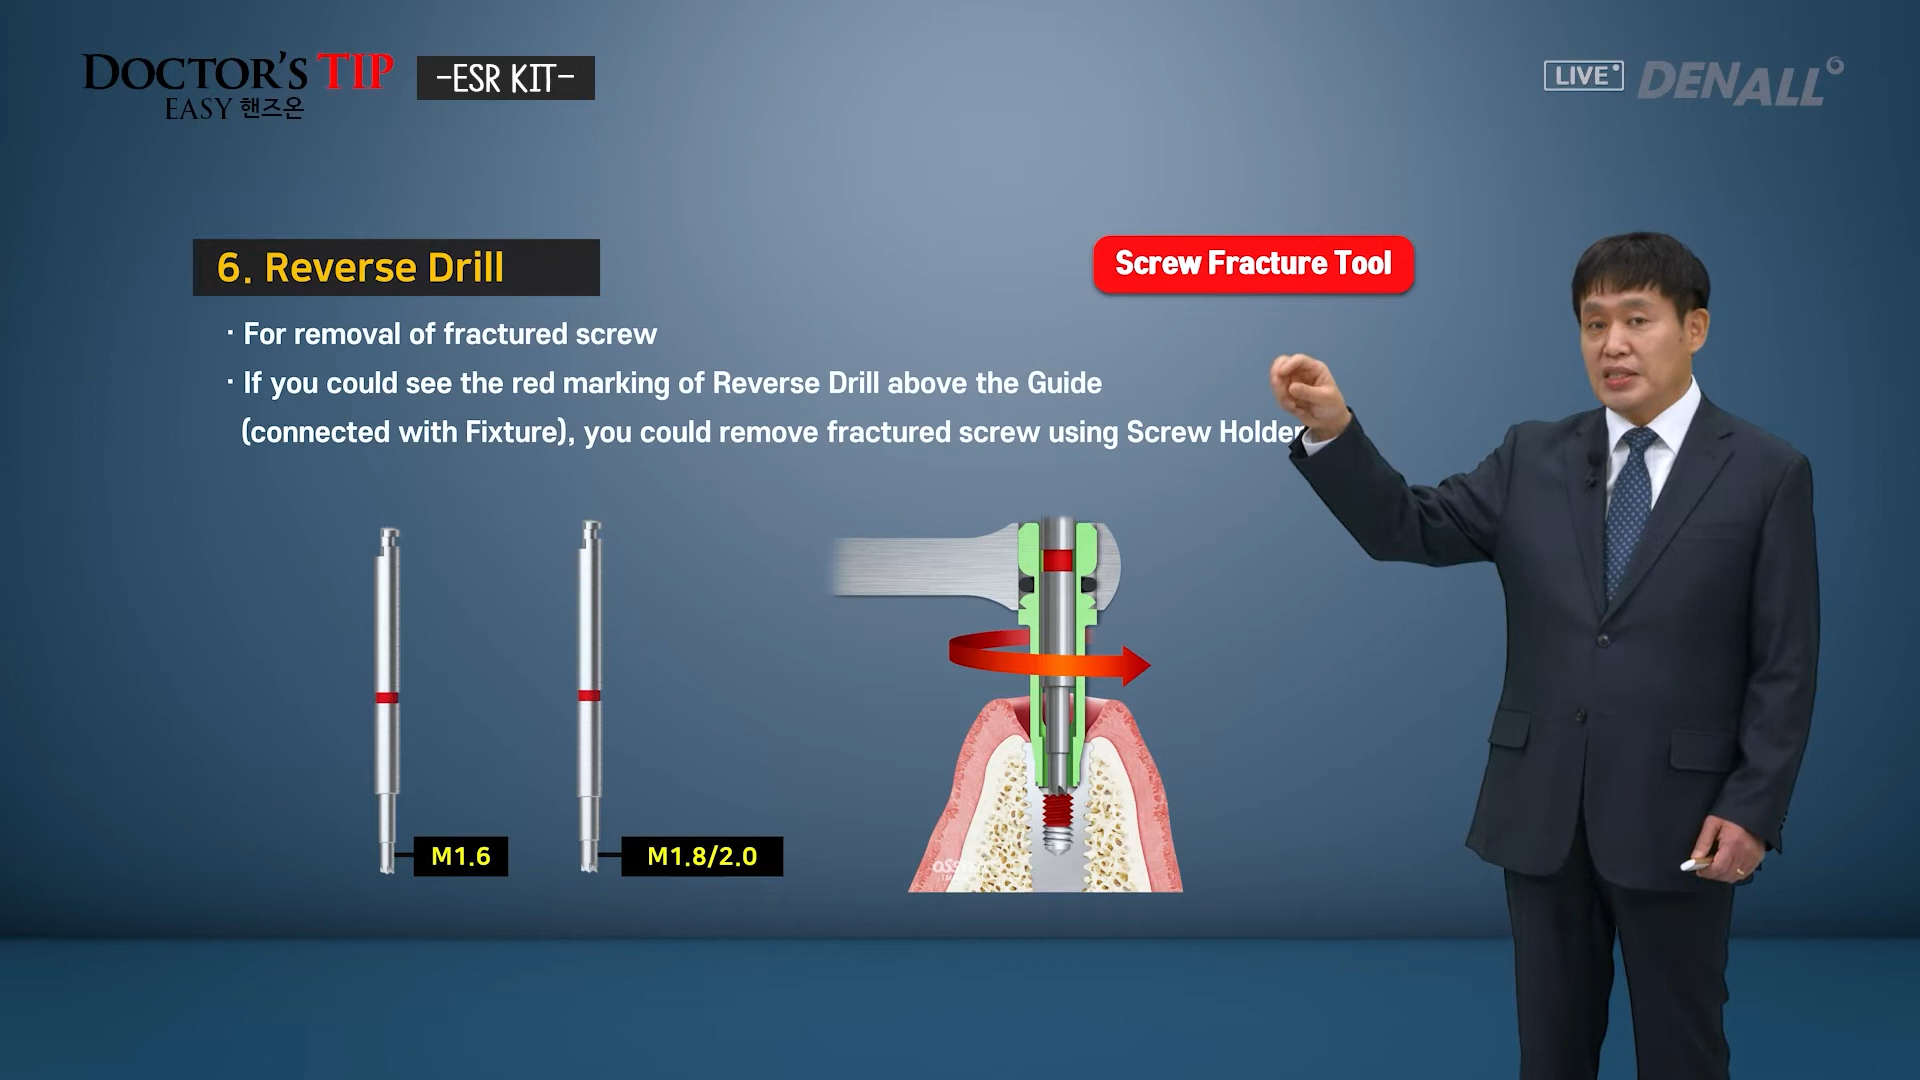 DOCTOR'S TIP
EASY 핸즈온
-ESR KIT-
LIVE
DENALL
6. Reverse Drill
Screw Fracture Tool
· For removal of fractured screw
· If you could see the red marking of Reverse Drill above the Guide
(connected with Fixture), you could remove fractured screw using Screw Holder
M1.6
M1.8/2.0